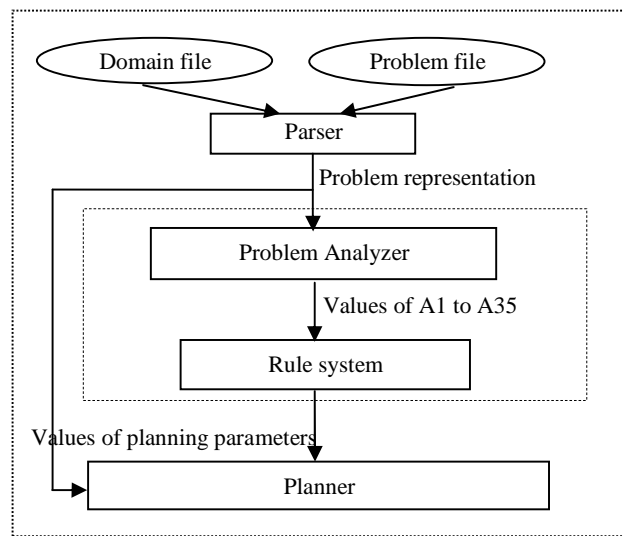 Domain file
Problem file
Parser
Problem representation
Problem Analyzer
Values of A1 to A35
Rule system
Values of planning parameters
Planner